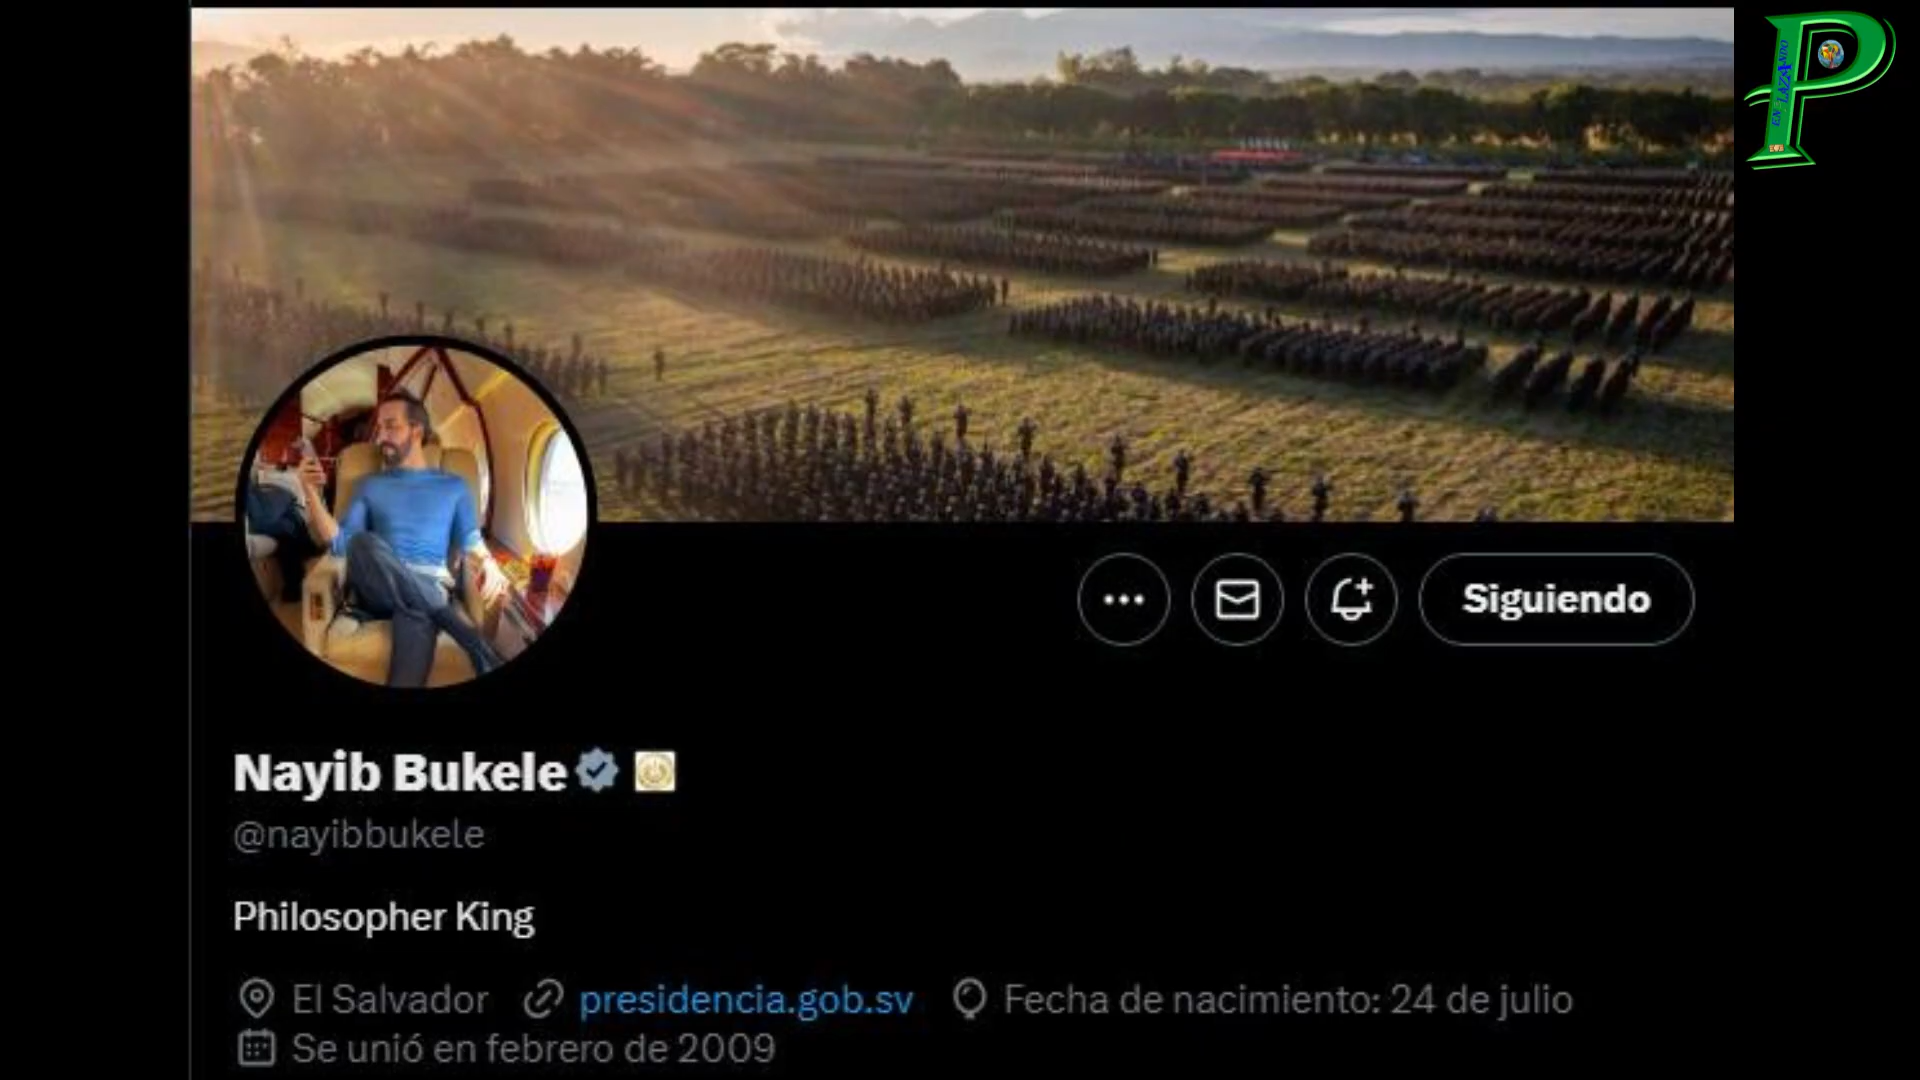 Siguiendo
Nayib Bukele
@nayibbukele
Philosopher King
El Salvador presidencia.gob.sv Fecha de nacimiento: 24 de julio
Se unió en febrero de 2009